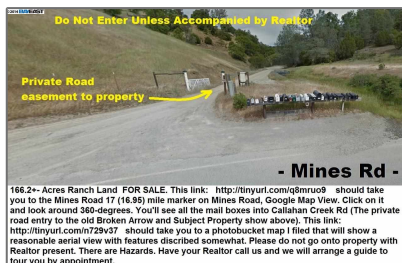 ©2014 BAYEAST
Do Not Enter Unless Accompanied by Realtor
Private Road
easement to property
- Mines Rd -
166.2+- Acres Ranch Land FOR SALE. This link: http://tinyurl.com/q8mruo9 should take
you to the Mines Road 17 (16.95) mile marker on Mines Road, Google Map View. Click on it
and look around 360-degrees. You'll see all the mail boxes into Callahan Creek Rd (The private
road entry to the old Broken Arrow and Subject Property show above). This link:
http://tinyurl.com/n729v37 should take you to a photobucket map I filed that will show a
reasonable aerial view with features discribed somewhat. Please do not go onto property with
Realtor present. There are Hazards. Have your Realtor call us and we will arrange a guide to
tour you by appointment.